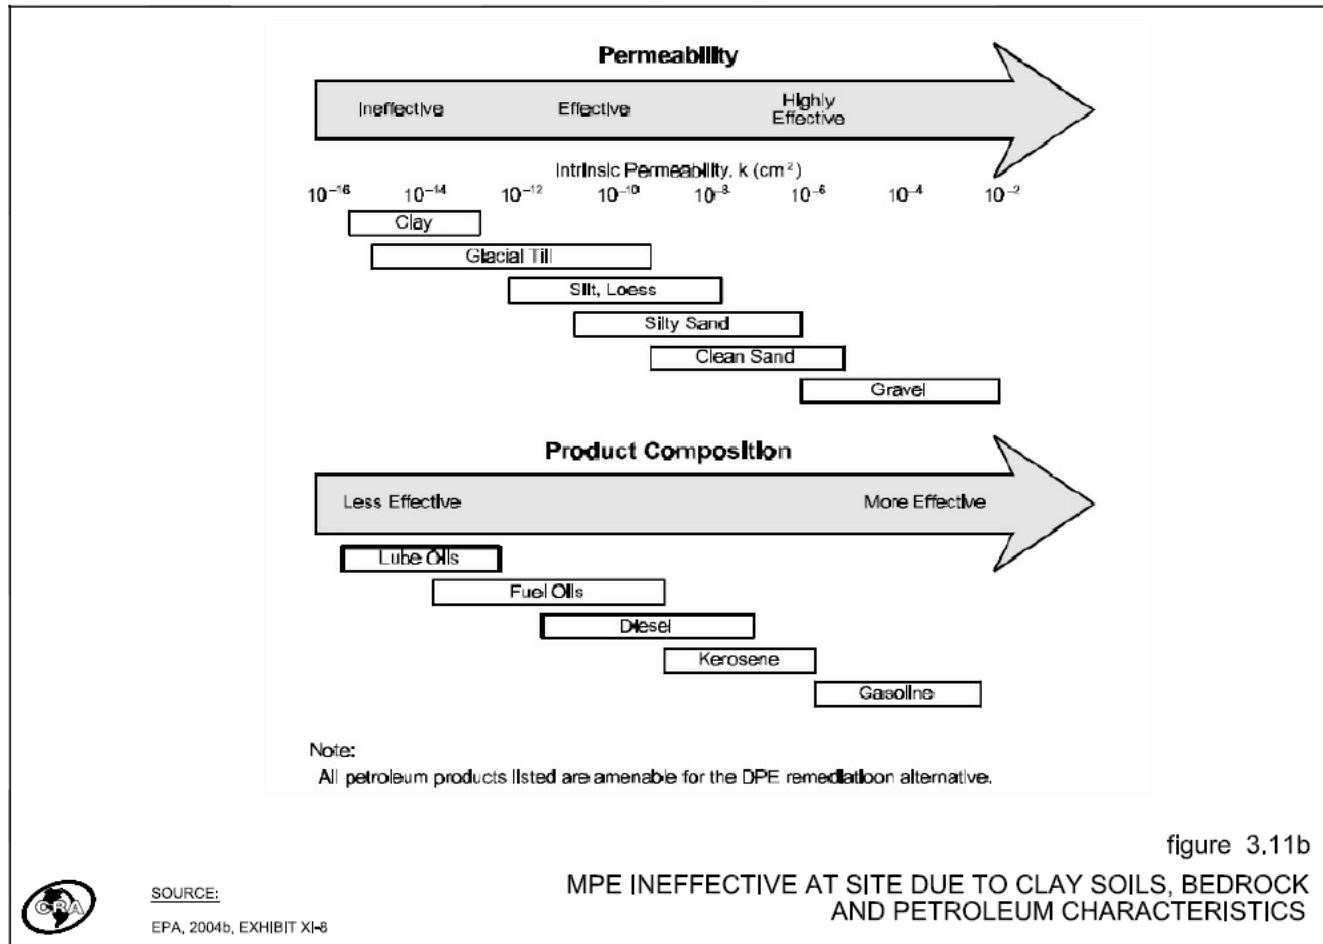 Permeability
Ineffective
Effective
Highly
Effective
Intrinsic Permeability, k (cm²)
10⁻¹⁶ 10⁻¹⁴ 10⁻¹² 10⁻¹⁰ 10⁻⁸ 10⁻⁶ 10⁻⁴ 10⁻²
Clay
Glacial Till
Silt, Loess
Silty Sand
Clean Sand
Gravel
Product Composition
Less Effective
More Effective
Lube Oils
Fuel Oils
Diesel
Kerosene
Gasoline
Note:
All petroleum products listed are amenable for the DPE remediatioon alternative.
figure 3.11b
MPE INEFFECTIVE AT SITE DUE TO CLAY SOILS, BEDROCK
AND PETROLEUM CHARACTERISTICS
CRA
SOURCE:
EPA, 2004b, EXHIBIT XI-8